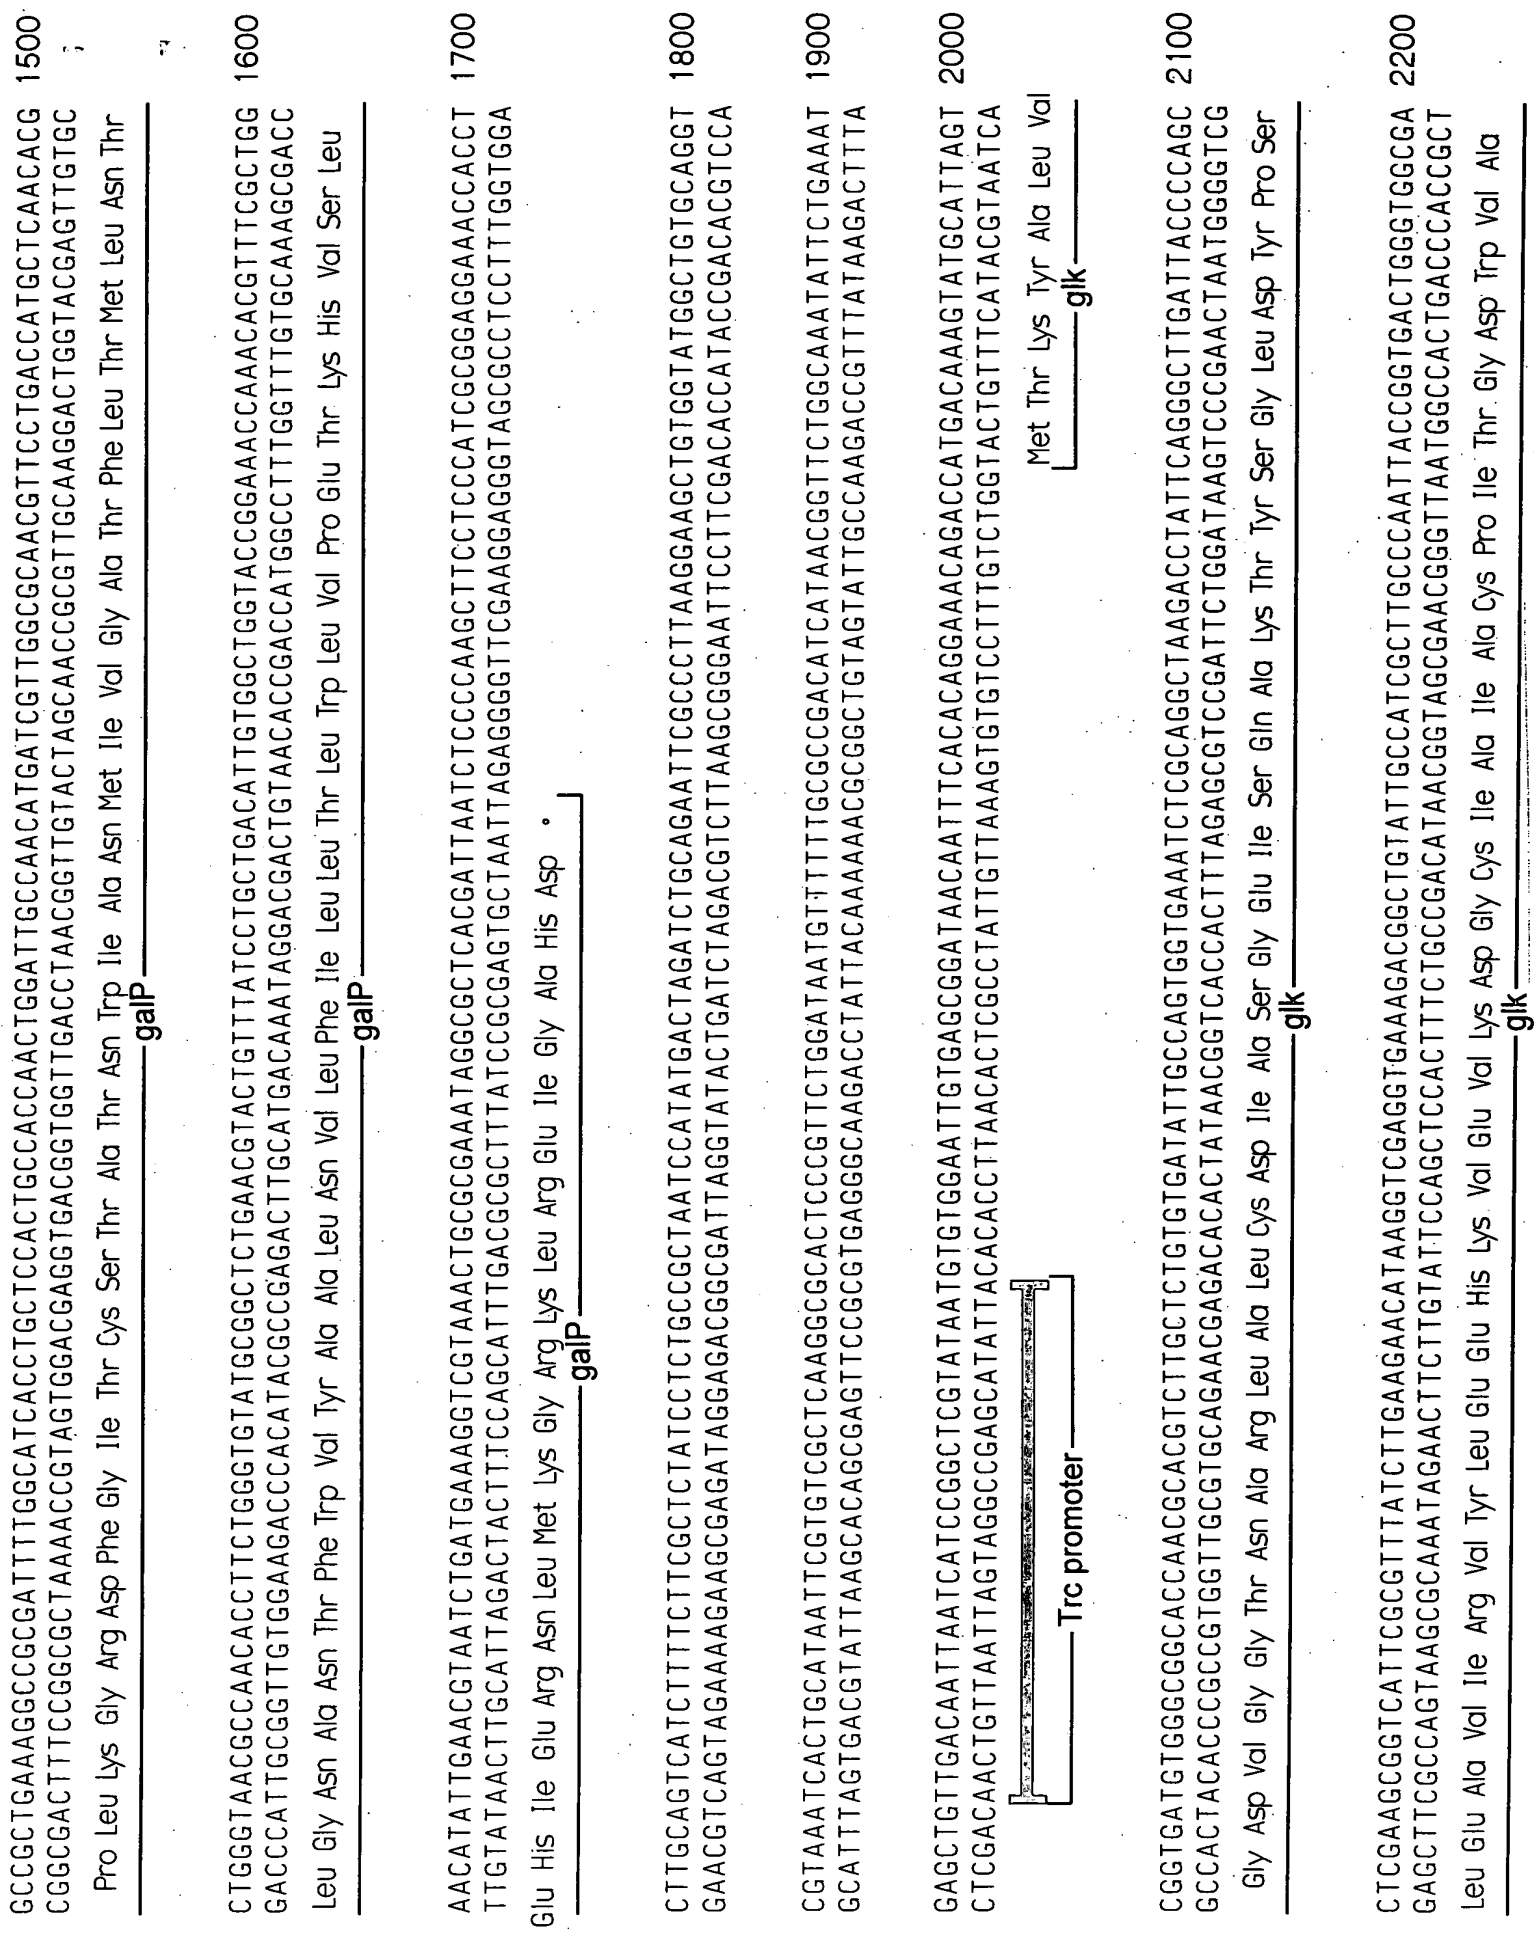 GCCGCTGAAAGGCCGCGATTTTGGCATCACCTGCTCCACTGCCACCAACTGGATTGCCAACATGATCGTTGGCGCAACGTTCCTGACCATGCTCAACACG 1500
CGGCGACTTTCCGGCGCTAAAACCGTAGTGGACGAGGTGACGGTGGTTGACCTAACGGTTGTACTAGCAACCGCGTTGCAAGGACTGGTACGAGTTGTGC
Pro Leu Lys Gly Arg Asp Phe Gly Ile Thr Cys Ser Thr Ala Thr Asn Trp Ile Ala Asn Met Ile Val Gly Ala Thr Phe Leu Thr Met Leu Asn Thr
galP
CTGGGTAACGCCAACACCTTCTGGGTGTATGCGGCTCTGAACGTACTGTTTATCCTGCTGACATTGTGGCTGGTACCGGAAACCAAACACGTTTCGCTGG 1600
GACCCATTGCGGTTGTGGAAGACCCACATACGCCGAGACTTGCATGACAAATAGGACGACTGTAACACCGACCATGGCCTTTGGTTTGTGCAAAGCGACC
Leu Gly Asn Ala Asn Thr Phe Trp Val Tyr Ala Ala Leu Asn Val Leu Phe Ile Leu Leu Thr Leu Trp Leu Val Pro Glu Thr Lys His Val Ser Leu
galP
AACATATTGAACGTAATCTGATGAAAGGTCGTAAACTGCGCGAAATAGGCGCTCACGATTAATCTCCCCAAGCTTCCTCCCATCGCGGAGGAACCACCT 1700
TTGTATAACTTGCATTAGACTACTTTCCAGCATTTGACGCGCTTTATCCGCGAGTGCTAATTAGAGGGGTTCGAAGGAGGGTAGCGCCTCCTTGGTGGA
Glu His Ile Glu Arg Asn Leu Met Lys Gly Arg Lys Leu Arg Glu Ile Gly Ala His Asp •
galP
CTTGCAGTCATCTTTTCTTCGCTCTATCCTCTGCCGCTAATCCATATGACTAGATCTGCAGAATTCGCCCTTAAGGAAGCTGTGGTATGGCTGTGCAGGT 1800
GAACGTCAGTAGAAAAGAAGCGAGATAGGAGACGGCGATTAGGTATACTGATCTAGACGTCTTAAGCGGGAATTCCTTCGACACCATACCGACACGTCCA
CGTAAATCACTGCATAATTCGTGTCGCTCAAGGCGCACTCCCGTTCTGGATAATGTTTTTTGCGCCGACATCATAACGGTTCTGGCAAATATTCTGAAAT 1900
GCATTTAGTGACGTATTAAGCACAGCGAGTTCCGCGTGAGGGCAAGACCTATTACAAAAAACGCGGCTGTAGTATTGCCAAGACCGTTTATAAGACTTTA
GAGCTGTTGACAATTAATCATCCGGCTCGTATAATGTGTGGAATTGTGAGCGGATAACAATTTCACACAGGAAACAGACCATGACAAAGTATGCATTAGT 2000
CTCGACAACTGTTAATTAGTAGGCCGAGCATATTACACACCTTAACACTCGCCTATTGTTAAAGTGTGTCCTTTGTCTGGTACTGTTTCATACGTAATCA
Met Thr Lys Tyr Ala Leu Val
glk
Trc promoter
CGGTGATGTGGGCGGCACCAACGCACGTCTTGCTCTGTGTGATATTGCCAGTGGTGAAATCTCGCAGGCTAAGACCTATTCAGGGCTTGATTACCCCAGC 2100
GCCACTACACCCGCCGTGGTTGCGTGCAGAACGAGACACACTATAACGGTCACCACTTTAGAGCGTCCGATTCTGGATAAGTCCCGAACTAATGGGGTCG
Gly Asp Val Gly Gly Thr Asn Ala Arg Leu Ala Leu Cys Asp Ile Ala Ser Gly Glu Ile Ser Gln Ala Lys Thr Tyr Ser Gly Leu Asp Tyr Pro Ser
glk
CTCGAAGCGGTCATTCGCGTTTATCTTGAAGAACATAAGGTCGAGGTGAAAGACGGCTGTATTGCCATCGCTTGCCCAATTACCGGTGACTGGGTGGCGA 2200
GAGCTTCGCCAGTAAGCGCAAATAGAACTTCTTGTATTCCAGCTCCACTTTCTGCCGACATAACGGTAGCGAACGGGTTAATGGCCACTGACCCACCGCT
Leu Glu Ala Val Ile Arg Val Tyr Leu Glu Glu His Lys Val Glu Val Lys Asp Gly Cys Ile Ala Ile Ala Cys Pro Ile Thr Gly Asp Trp Val Ala
glk